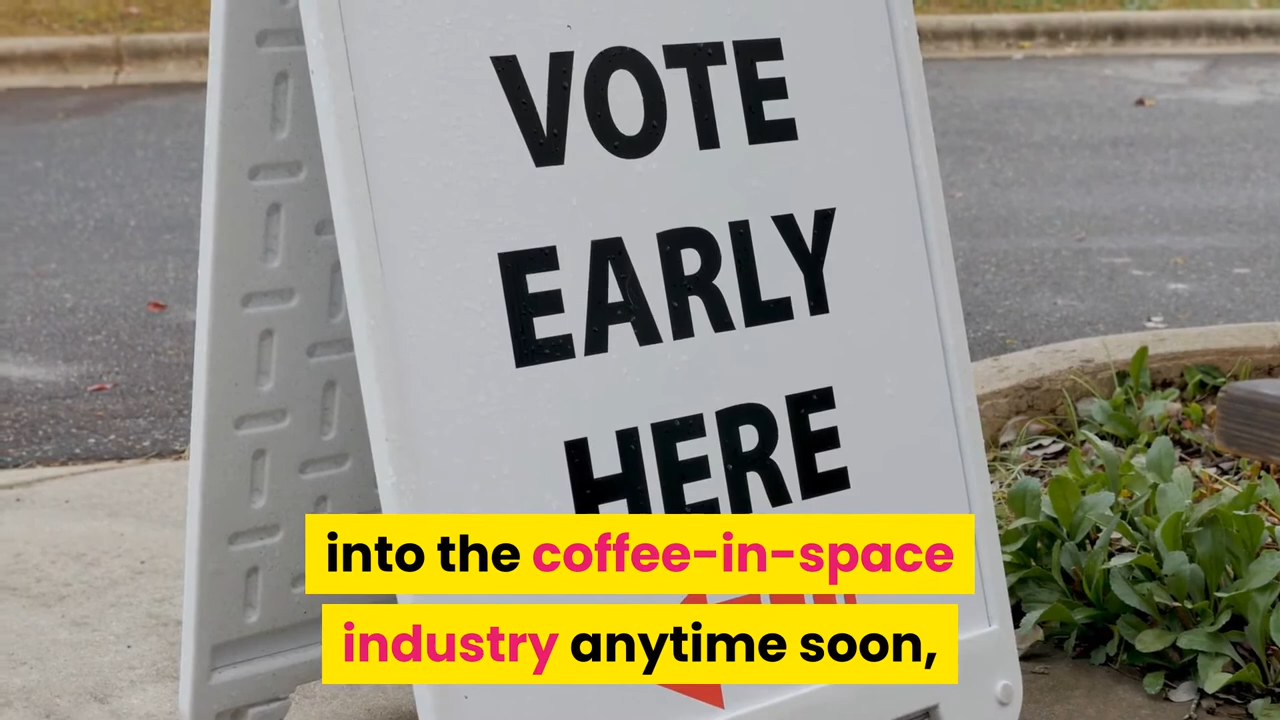 VOTE
EARLY
HERE
into the coffee-in-space
industry anytime soon,